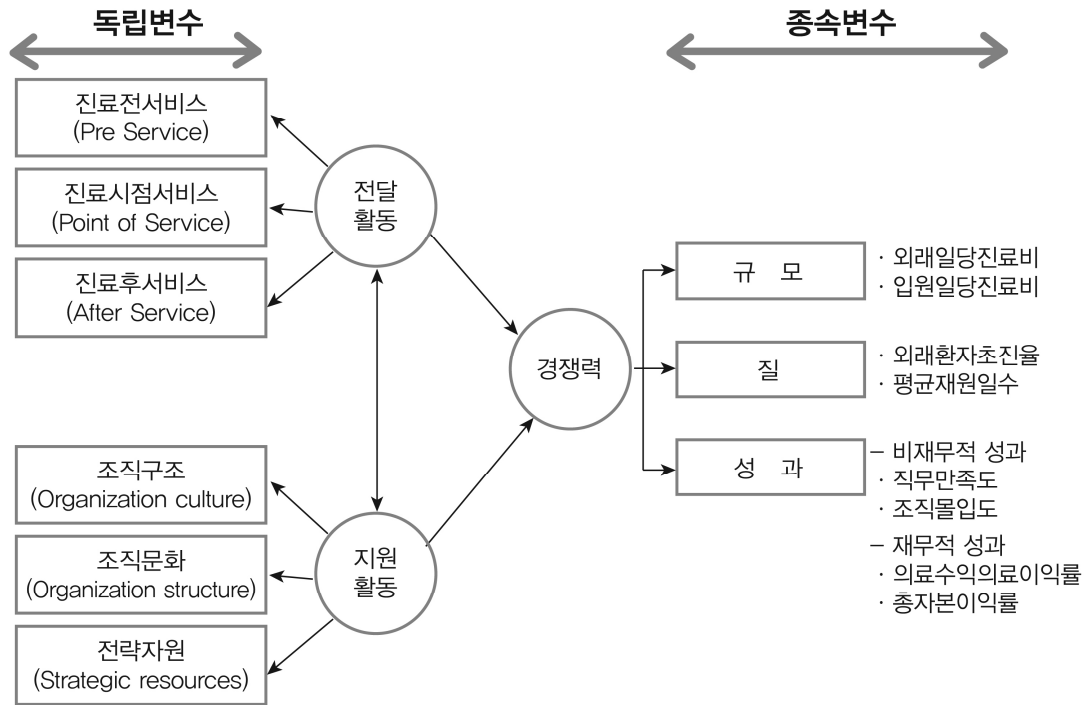 독립변수
종속변수
진료전서비스
(Pre Service)
진료시점서비스
(Point of Service)
진료후서비스
(After Service)
전달
활동
조직구조
(Organization culture)
조직문화
(Organization structure)
전략자원
(Strategic resources)
지원
활동
경쟁력
규 모
· 외래일당진료비
· 입원일당진료비
질
· 외래환자초진율
· 평균재원일수
성 과
– 비재무적 성과
· 직무만족도
· 조직몰입도
– 재무적 성과
· 의료수익의료이익률
· 총자본이익률